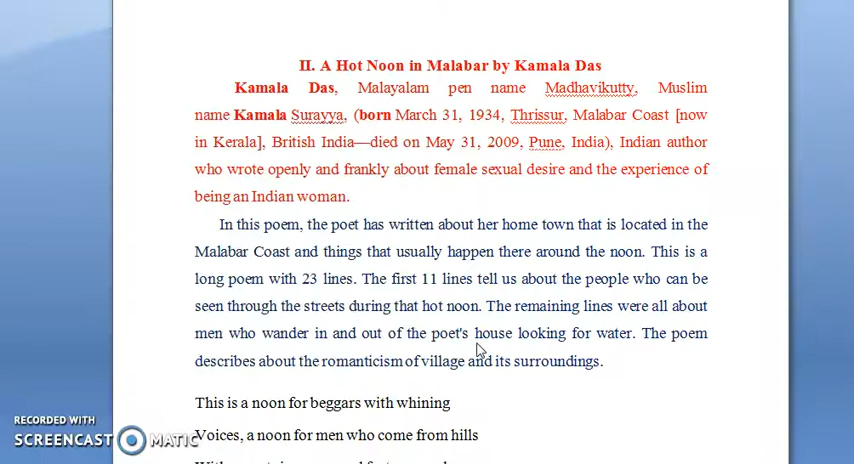 II. A Hot Noon in Malabar by Kamala Das
Kamala Das, Malayalam pen name Madhavikutty, Muslim
name Kamala Surayya, (born March 31, 1934, Thrissur, Malabar Coast [now
in Kerala], British India—died on May 31, 2009, Pune, India), Indian author
who wrote openly and frankly about female sexual desire and the experience of
being an Indian woman.
In this poem, the poet has written about her home town that is located in the
Malabar Coast and things that usually happen there around the noon. This is a
long poem with 23 lines. The first 11 lines tell us about the people who can be
seen through the streets during that hot noon. The remaining lines were all about
men who wander in and out of the poet's house looking for water. The poem
describes about the romanticism of village and its surroundings.
This is a noon for beggars with whining
Voices, a noon for men who come from hills
RECORDED WITH
SCREENCAST MATIC